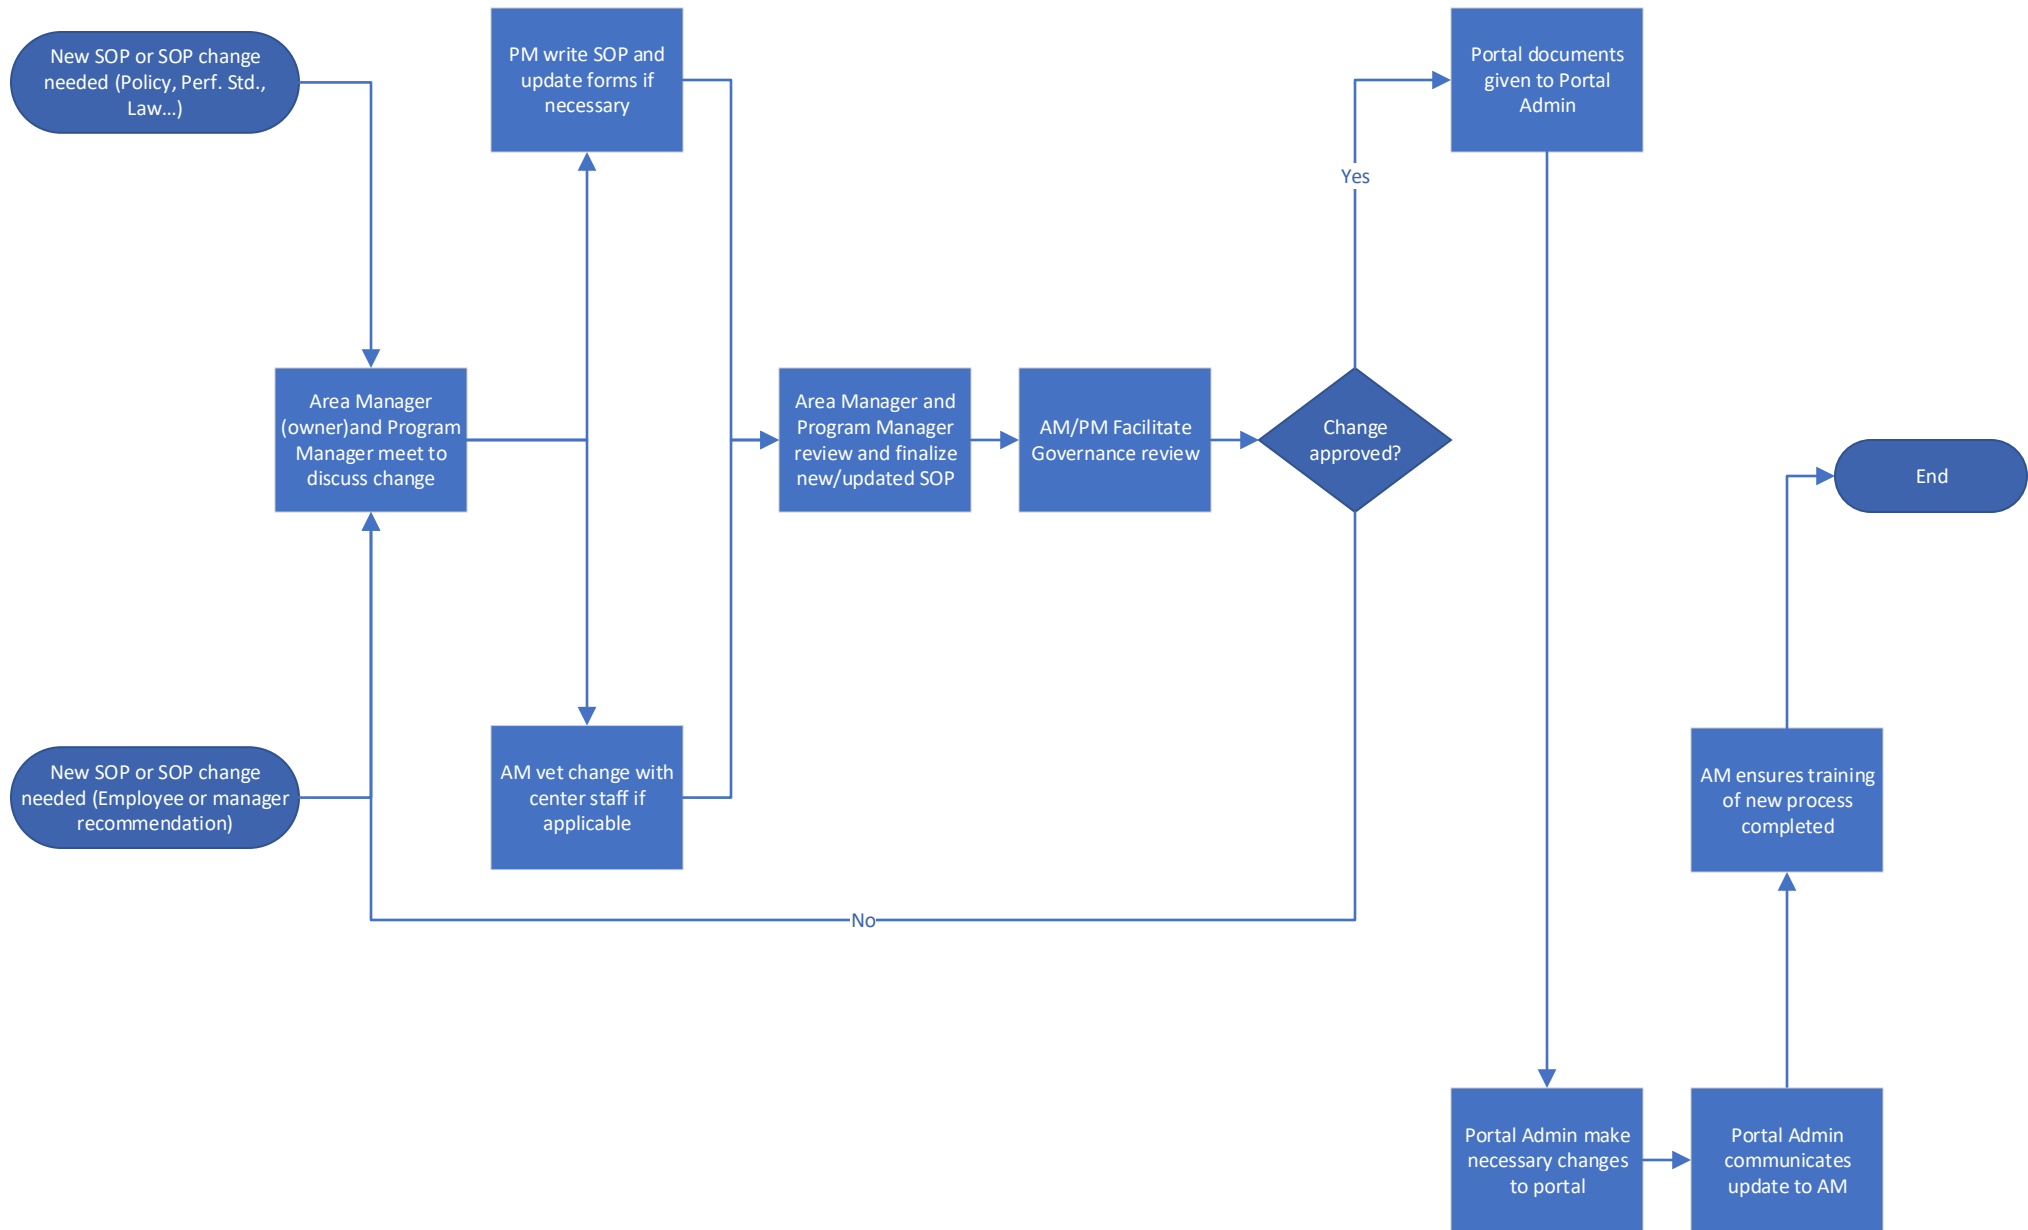 New SOP or SOP change
needed (Policy, Perf. Std.,
Law...)
PM write SOP and
update forms if
necessary
Portal documents
given to Portal
Admin
Yes
Area Manager
(owner)and Program
Manager meet to
discuss change
Area Manager and
Program Manager
review and finalize
new/updated SOP
AM/PM Facilitate
Governance review
Change
approved?
End
New SOP or SOP change
needed (Employee or manager
recommendation)
AM vet change with
center staff if
applicable
AM ensures training
of new process
completed
No
Portal Admin make
necessary changes
to portal
Portal Admin
communicates
update to AM